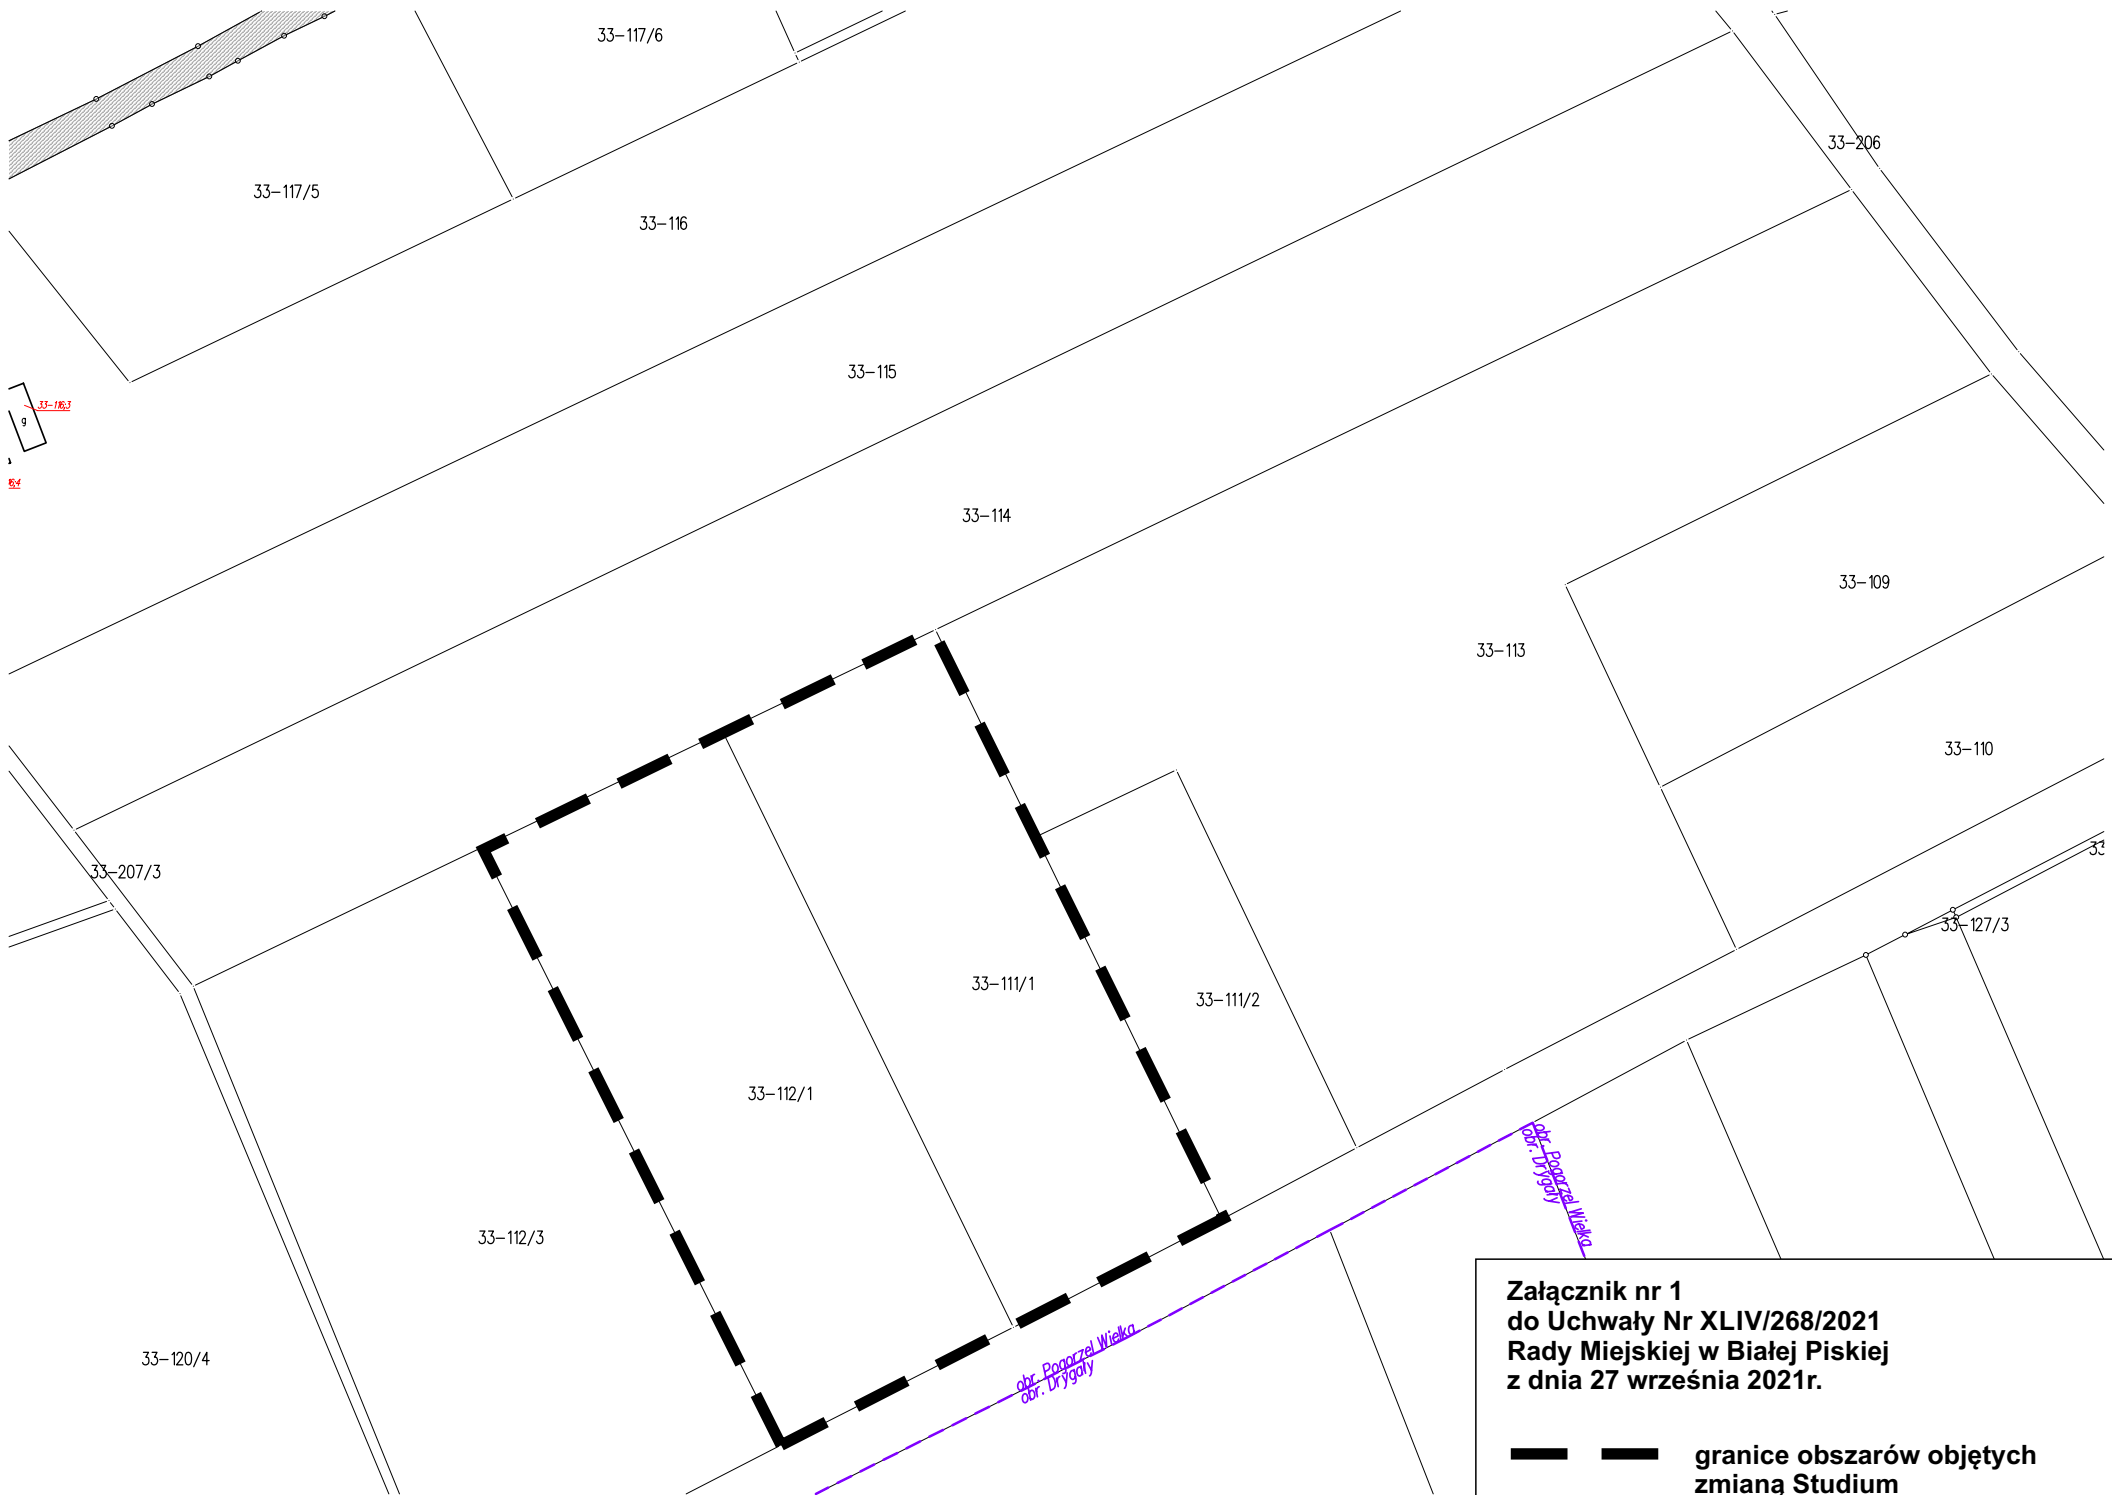 33-117/6
33-206
33-117/5
33-116
33-115
33-116;3
g
33-114
33-109
33-113
33-110
33-207/3
33-127/3
33-111/1
33-111/2
33-112/1
obr. Pogorzel Wielka
obr. Drygały
33-112/3
obr. Pogorzel Wielka
obr. Drygały
33-120/4
Załącznik nr 1
do Uchwały Nr XLIV/268/2021
Rady Miejskiej w Białej Piskiej
z dnia 27 września 2021r.
granice obszarów objętych
zmianą Studium